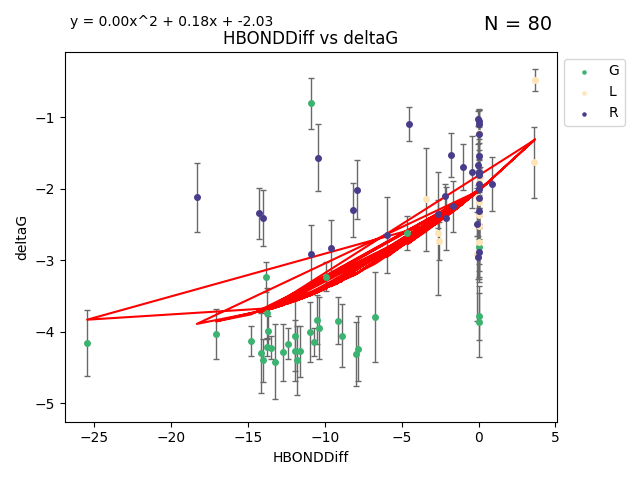 y = 0.00x^2 + 0.18x + -2.03
N = 80
HBONDDiff vs deltaG
G
L
R
deltaG
−1
−2
−3
−4
−5
−25
−20
−15
−10
−5
0
5
HBONDDiff